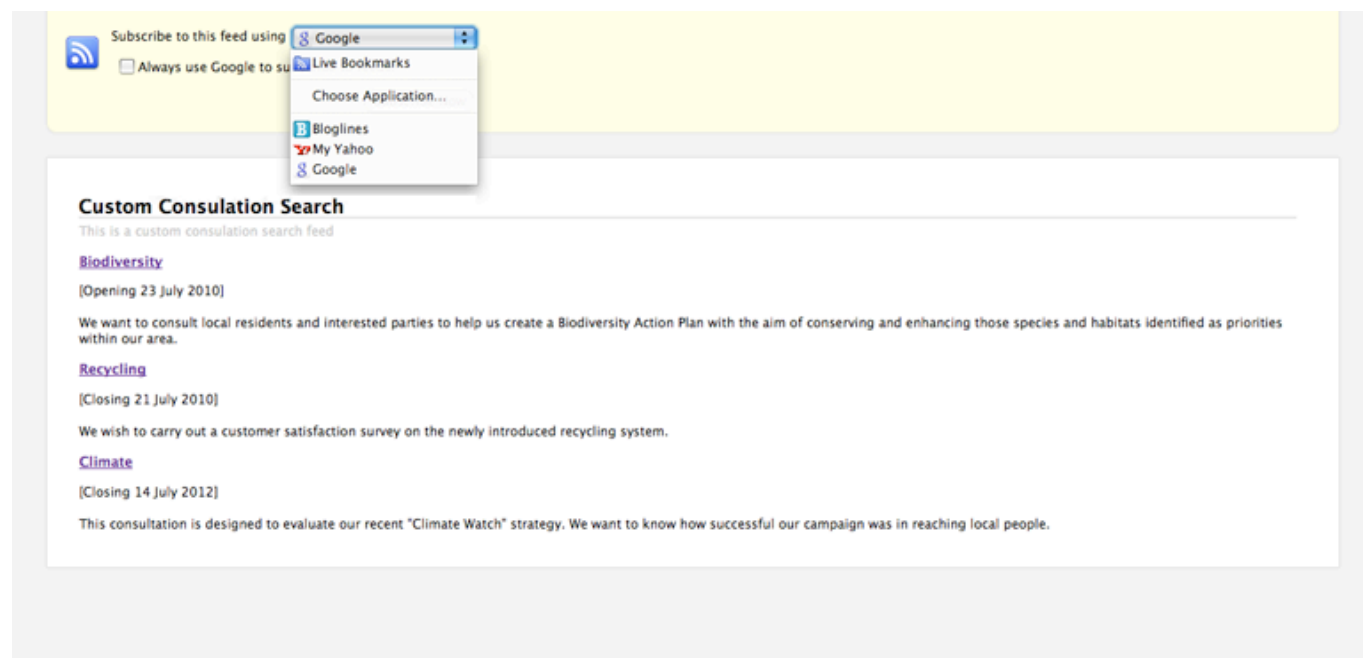 Subscribe to this feed using Google
Always use Google to su
Live Bookmarks
Choose Application...
Bloglines
My Yahoo
Google
Custom Consulation Search
This is a custom consulation search feed
Biodiversity
[Opening 23 July 2010]
We want to consult local residents and interested parties to help us create a Biodiversity Action Plan with the aim of conserving and enhancing those species and habitats identified as priorities
within our area.
Recycling
[Closing 21 July 2010]
We wish to carry out a customer satisfaction survey on the newly introduced recycling system.
Climate
[Closing 14 July 2012]
This consultation is designed to evaluate our recent "Climate Watch" strategy. We want to know how successful our campaign was in reaching local people.